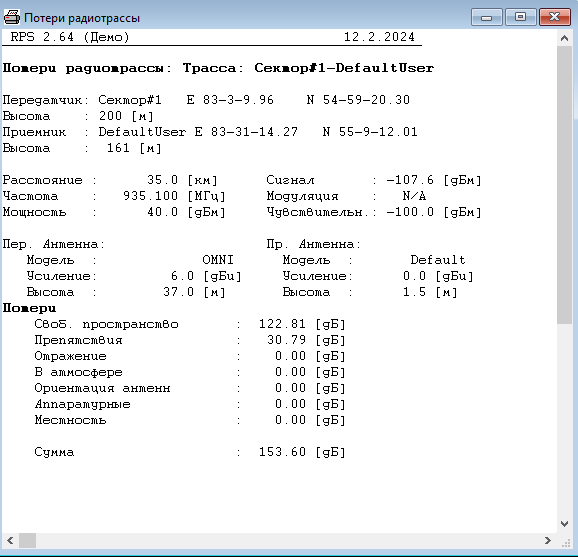 Потери радиотрассы
RPS 2.64 (Демо) 12.2.2024
Потери радиотрассы: Трасса: Сектор#1-DefaultUser
Передатчик: Сектор#1 E 83-3-9.96 N 54-59-20.30
Высота : 200 [м]
Приемник : DefaultUser E 83-31-14.27 N 55-9-12.01
Высота : 161 [м]
Расстояние : 35.0 [км] Сигнал : -107.6 [дБм]
Частота : 935.100 [МГц] Модуляция : N/A
Мощность : 40.0 [дБм] Чувствительн.: -100.0 [дБм]
Пер. Антенна: Пр. Антенна:
Модель : OMNI Модель : Default
Усиление: 6.0 [дБи] Усиление: 0.0 [дБи]
Высота : 37.0 [м] Высота : 1.5 [м]
Потери
Своб. пространство : 122.81 [дБ]
Препятствия : 30.79 [дБ]
Отражение : 0.00 [дБ]
В атмосфере : 0.00 [дБ]
Ориентация антенн : 0.00 [дБ]
Аппаратурные : 0.00 [дБ]
Местность : 0.00 [дБ]
Сумма : 153.60 [дБ]